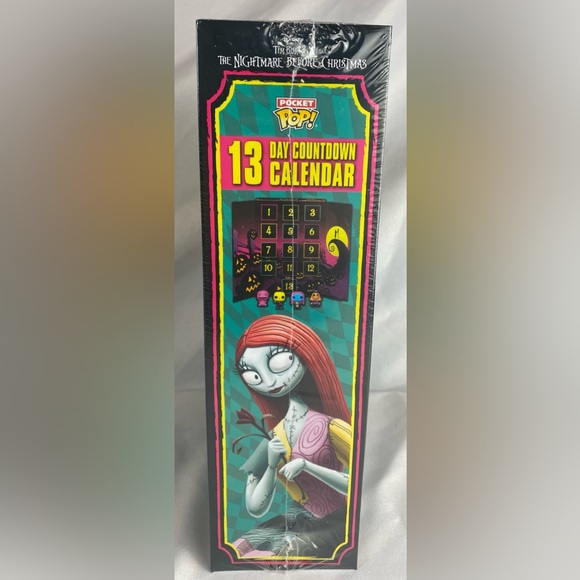 THE NIGHTMARE BEFORE CHRISTMAS
POCKET
POP!
13 DAY COUNTDOWN
CALENDAR
1 2 3
4 5 6
7 8 9
10 11 12
13